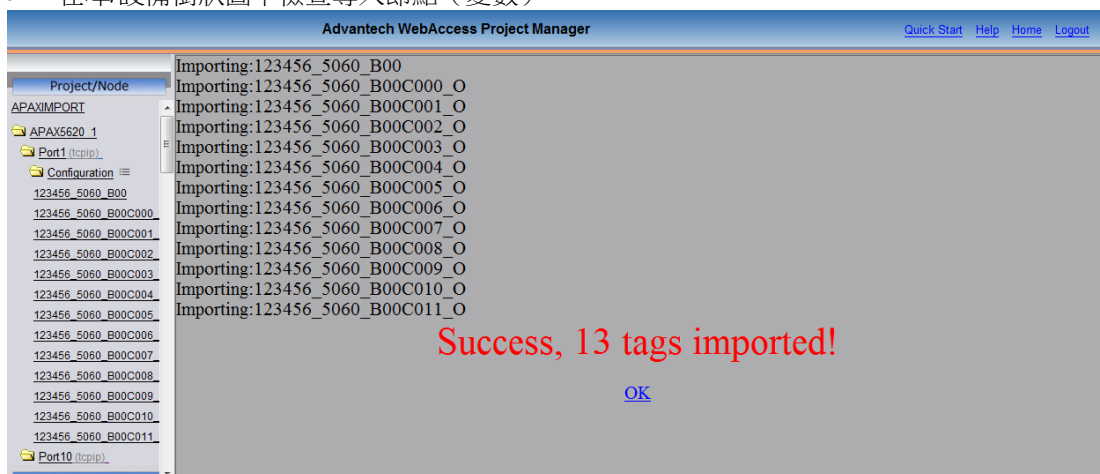 Advantech WebAccess Project Manager
Quick Start Help Home Logout
Project/Node
APAXIMPORT
APAX5620_1
Port1 (tcpip)
Configuration
123456_5060_B00
123456_5060_B00C000_
123456_5060_B00C001_
123456_5060_B00C002_
123456_5060_B00C003_
123456_5060_B00C004_
123456_5060_B00C005_
123456_5060_B00C006_
123456_5060_B00C007_
123456_5060_B00C008_
123456_5060_B00C009_
123456_5060_B00C010_
123456_5060_B00C011_
Port10 (tcpip)
Importing:123456_5060_B00
Importing:123456_5060_B00C000_O
Importing:123456_5060_B00C001_O
Importing:123456_5060_B00C002_O
Importing:123456_5060_B00C003_O
Importing:123456_5060_B00C004_O
Importing:123456_5060_B00C005_O
Importing:123456_5060_B00C006_O
Importing:123456_5060_B00C007_O
Importing:123456_5060_B00C008_O
Importing:123456_5060_B00C009_O
Importing:123456_5060_B00C010_O
Importing:123456_5060_B00C011_O
Success, 13 tags imported!
OK